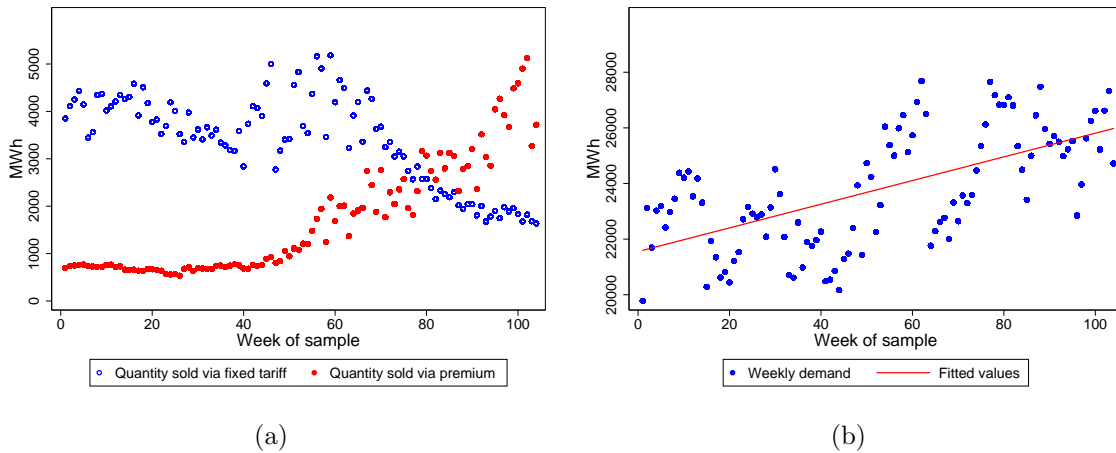 MWh
5000
4000
3000
2000
1000
0
0 20 40 60 80 100
Week of sample
Quantity sold via fixed tariff Quantity sold via premium
(a)
MWh
28000
26000
24000
22000
20000
0 20 40 60 80 100
Week of sample
Weekly demand Fitted values
(b)